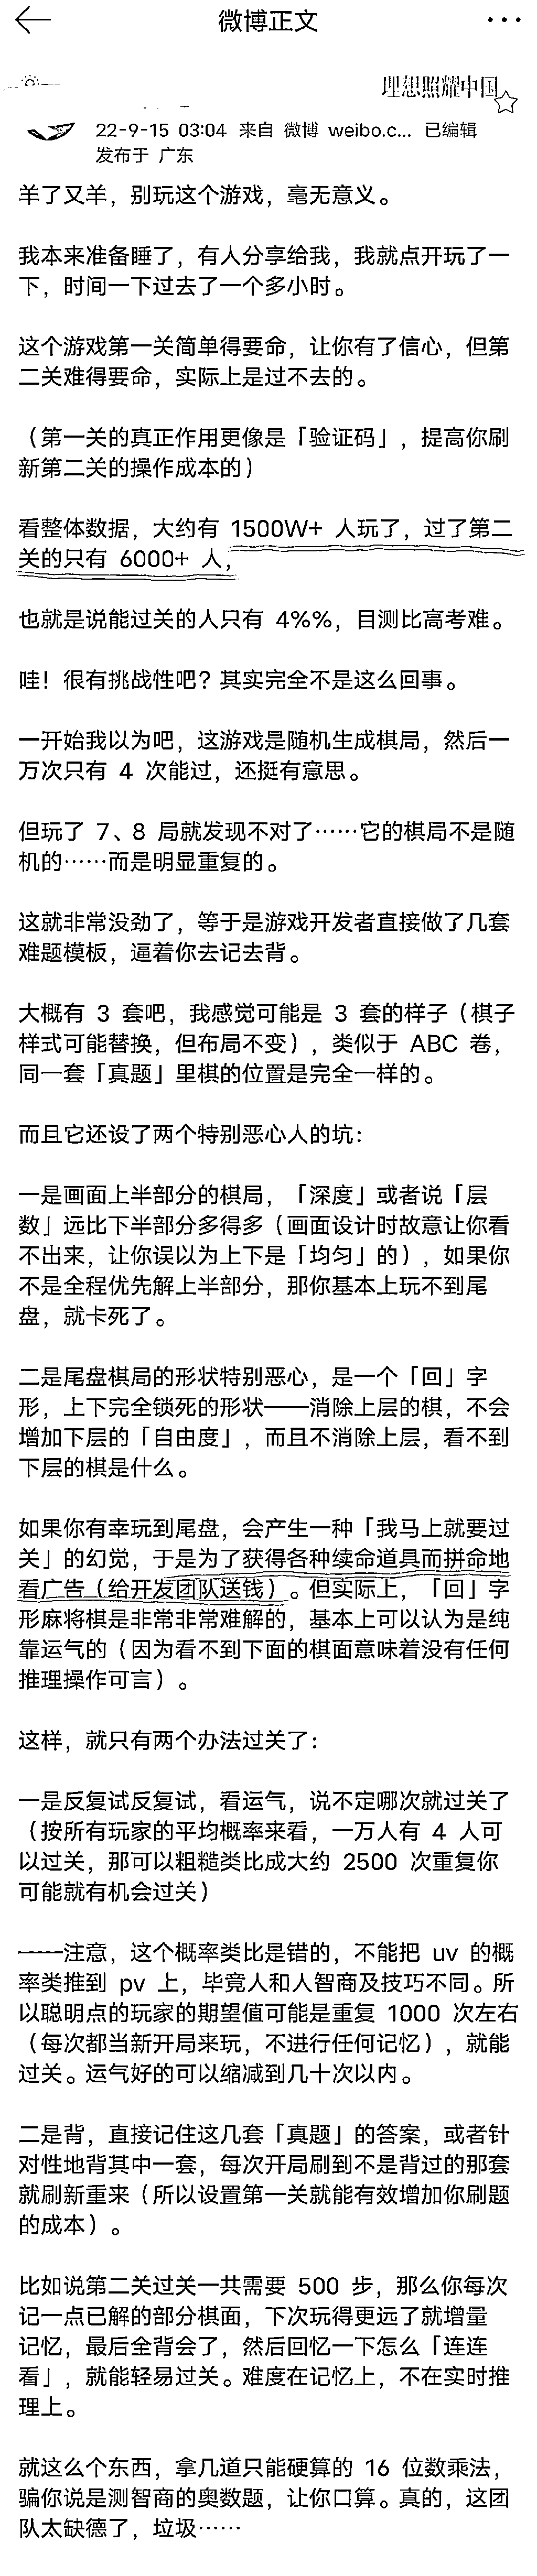 微博正文
理想照耀中国
22-9-15 03:04 来自 微博 weibo.c... 已编辑
发布于 广东
羊了又羊，别玩这个游戏，毫无意义。
我本来准备睡了，有人分享给我，我就点开玩了一
下，时间一下过去了一个多小时。
这个游戏第一关简单得要命，让你有了信心，但第
二关难得要命，实际上是过不去的。
（第一关的真正作用更像是「验证码」，提高你刷
新第二关的操作成本的）
看整体数据，大约有 1500W+ 人玩了，过了第二
关的只有 6000+ 人，
也就是说能过关的人只有 4%%，目测比高考难。
哇！很有挑战性吧？其实完全不是这么回事。
一开始我以为吧，这游戏是随机生成棋局，然后一
万次只有 4 次能过，还挺有意思。
但玩了 7、8 局就发现不对了……它的棋局不是随
机的……而是明显重复的。
这就非常没劲了，等于是游戏开发者直接做了几套
难题模板，逼着你去记去背。
大概有 3 套吧，我感觉可能是 3 套的样子（棋子
样式可能替换，但布局不变），类似于 ABC 卷，
同一套「真题」里棋的位置是完全一样的。
而且它还设了两个特别恶心人的坑：
一是画面上半部分的棋局，「深度」或者说「层
数」远比下半部分多得多（画面设计时故意让你看
不出来，让你误以为上下是「均匀」的），如果你
不是全程优先解上半部分，那你基本上玩不到尾
盘，就卡死了。
二是尾盘棋局的形状特别恶心，是一个「回」字
形，上下完全锁死的形状——消除上层的棋，不会
增加下层的「自由度」，而且不消除上层，看不到
下层的棋是什么。
如果你有幸玩到尾盘，会产生一种「我马上就要过
关」的幻觉，于是为了获得各种续命道具而拼命地
看广告（给开发团队送钱）。但实际上，「回」字
形麻将棋是非常非常难解的，基本上可以认为是纯
靠运气的（因为看不到下面的棋面意味着没有任何
推理操作可言）。
这样，就只有两个办法过关了：
一是反复试反复试，看运气，说不定哪次就过关了
（按所有玩家的平均概率来看，一万人有 4 人可
以过关，那可以粗糙类比成大约 2500 次重复你
可能就有机会过关）
——注意，这个概率类比是错的，不能把 uv 的概
率类推到 pv 上，毕竟人和人智商及技巧不同。所
以聪明点的玩家的期望值可能是重复 1000 次左右
（每次都当新开局来玩，不进行任何记忆），就能
过关。运气好的可以缩减到几十次以内。
二是背，直接记住这几套「真题」的答案，或者针
对性地背其中一套，每次开局刷到不是背过的那套
就刷新重来（所以设置第一关就能有效增加你刷题
的成本）。
比如说第二关过关一共需要 500 步，那么你每次
记一点已解的部分棋面，下次玩得更远了就增量
记忆，最后全背会了，然后回忆一下怎么「连连
看」，就能轻易过关。难度在记忆上，不在实时推
理上。
就这么个东西，拿几道只能硬算的 16 位数乘法，
骗你说是测智商的奥数题，让你口算。真的，这团
队太缺德了，垃圾……